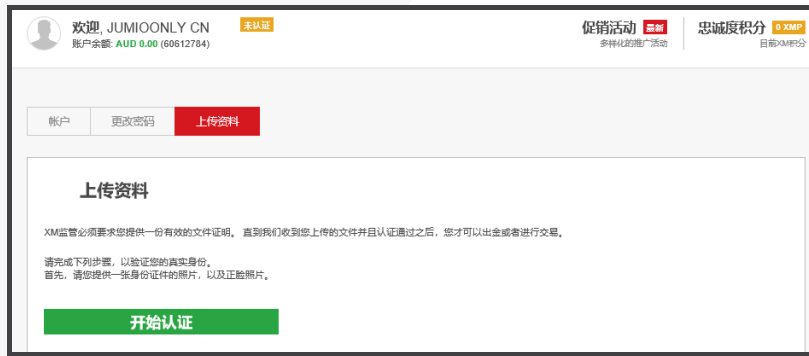 欢迎, JUMIOONLY CN 未认证
账户余额: AUD 0.00 (60612784)
促销活动 最新
多样化的推广活动
忠诚度积分 0 XMP
目前XM积分
帐户 更改密码 上传资料
上传资料
XM监管必须要求您提供一份有效的文件证明。 直到我们收到您上传的文件并且认证通过之后，您才可以出金或者进行交易。
请完成下列步骤，以验证您的真实身份。
首先，请您提供一张身份证件的照片，以及正脸照片。
开始认证